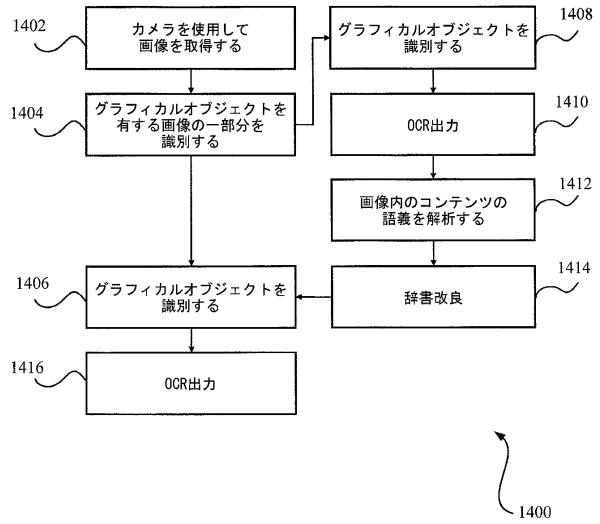 1402
カメラを使用して
画像を取得する
1404
グラフィカルオブジェクトを
有する画像の一部分を
識別する
1406
グラフィカルオブジェクトを
識別する
1416
OCR出力
1408
グラフィカルオブジェクトを
識別する
1410
OCR出力
1412
画像内のコンテンツの
語義を解析する
1414
辞書改良
1400